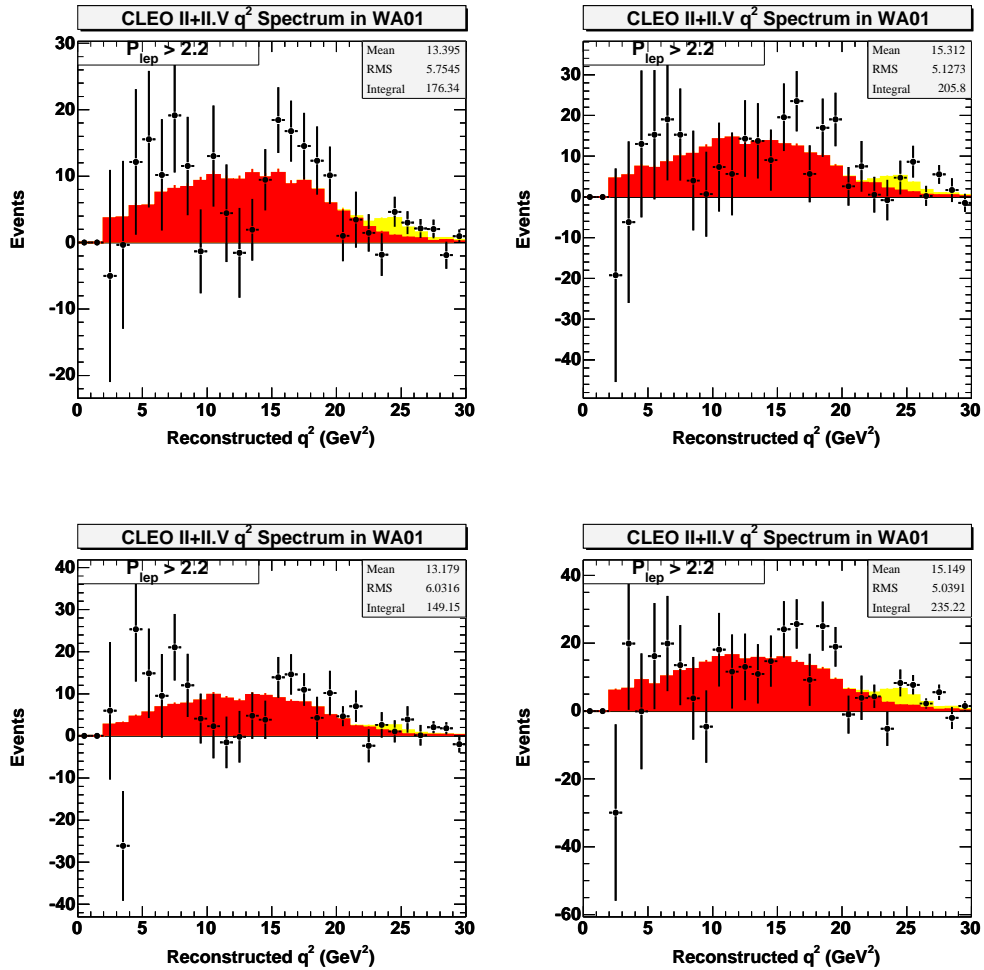 CLEO II+II.V q² Spectrum in WA01
P_lep > 2.2
Mean 13.395
RMS 5.7545
Integral 176.34
30
20
10
0
-10
-20
Events
0 5 10 15 20 25 30
Reconstructed q² (GeV²)
CLEO II+II.V q² Spectrum in WA01
P_lep > 2.2
Mean 15.312
RMS 5.1273
Integral 205.8
30
20
10
0
-10
-20
-30
-40
Events
0 5 10 15 20 25 30
Reconstructed q² (GeV²)
CLEO II+II.V q² Spectrum in WA01
P_lep > 2.2
Mean 13.179
RMS 6.0316
Integral 149.15
40
30
20
10
0
-10
-20
-30
-40
Events
0 5 10 15 20 25 30
Reconstructed q² (GeV²)
CLEO II+II.V q² Spectrum in WA01
P_lep > 2.2
Mean 15.149
RMS 5.0391
Integral 235.22
40
20
0
-20
-40
-60
Events
0 5 10 15 20 25 30
Reconstructed q² (GeV²)